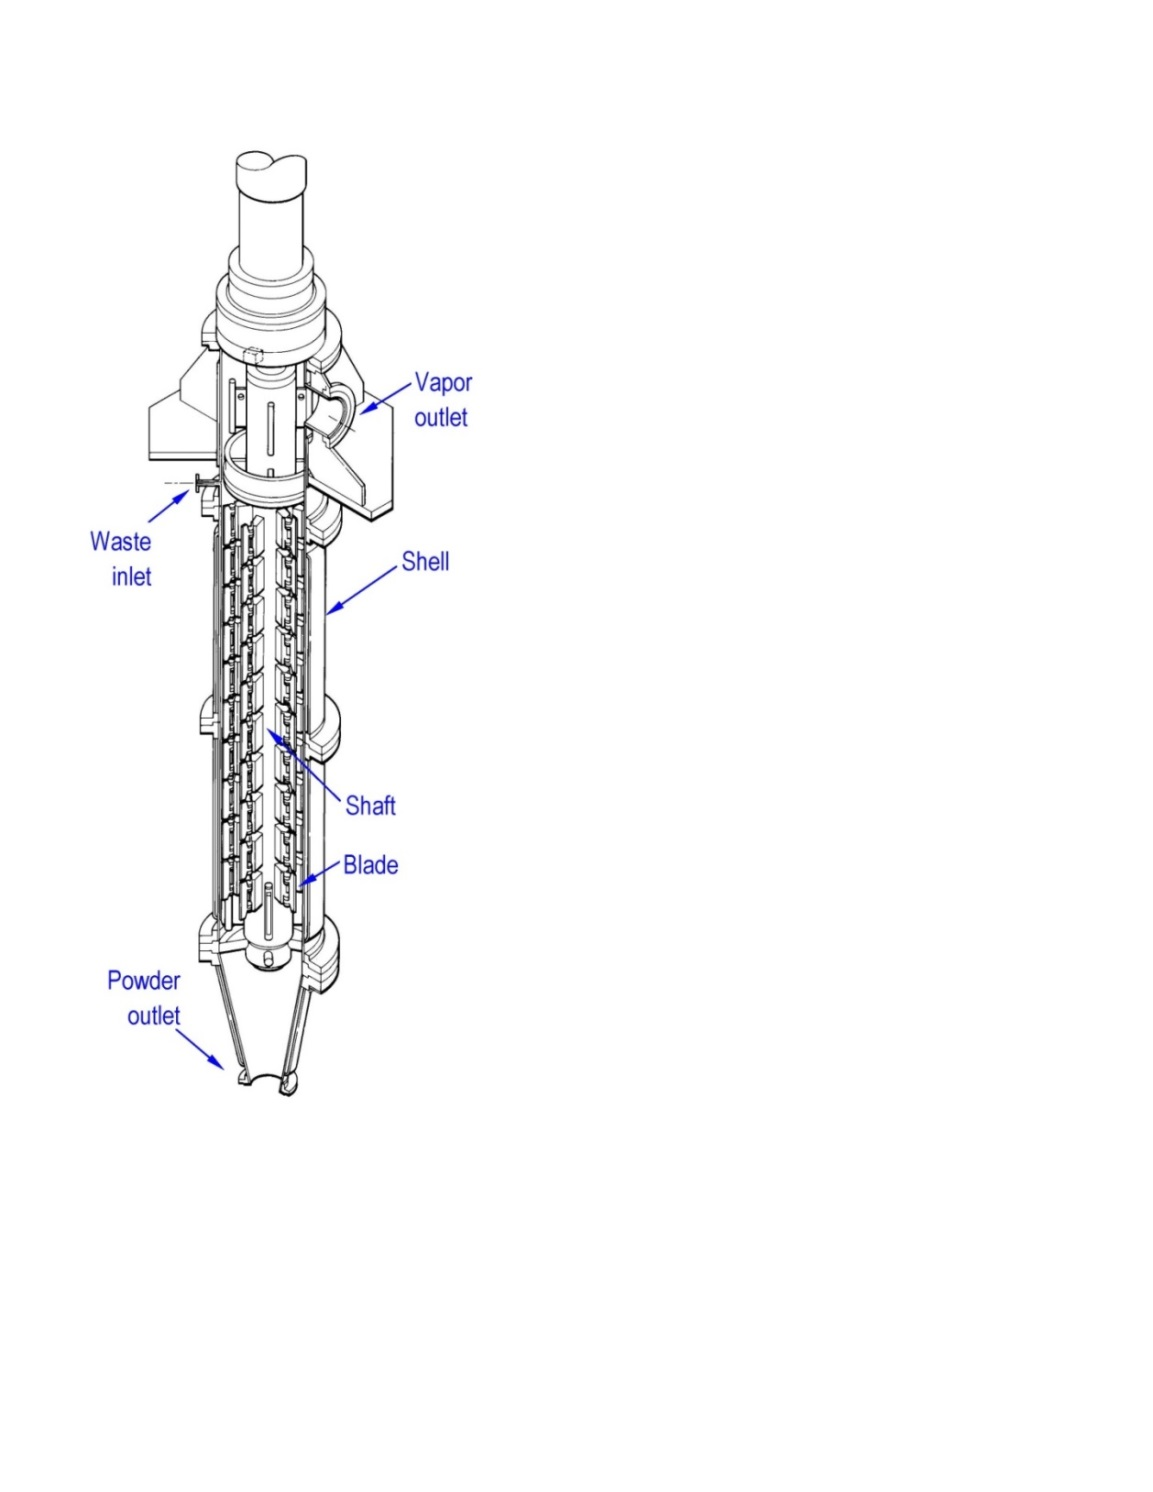 Vapor
outlet
Waste
inlet
Shell
Shaft
Blade
Powder
outlet